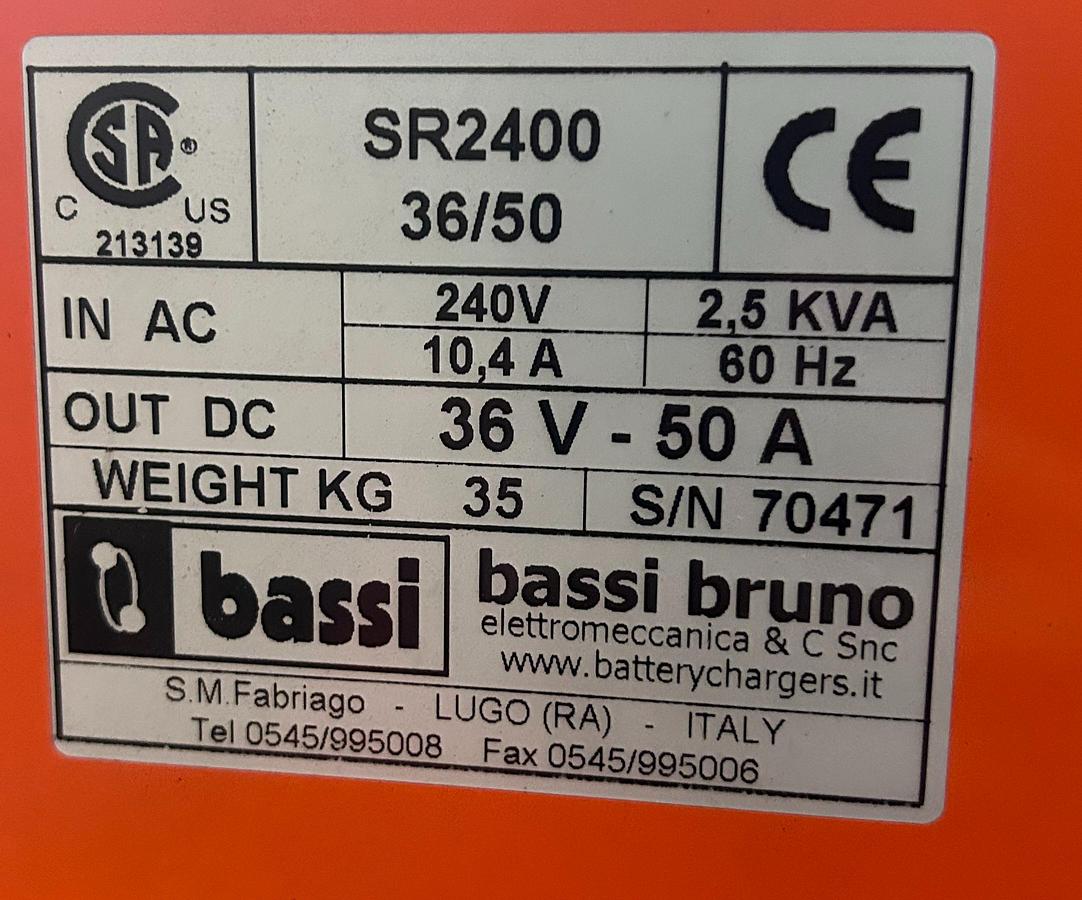 CSA®
C US
213139
SR2400
36/50
CE
IN AC
240V
2,5 KVA
10,4 A
60 Hz
OUT DC
36 V - 50 A
WEIGHT KG 35
S/N 70471
bassi
bassi bruno
elettromeccanica & C Snc
www.batterychargers.it
S.M.Fabriago - LUGO (RA) - ITALY
Tel 0545/995008 Fax 0545/995006